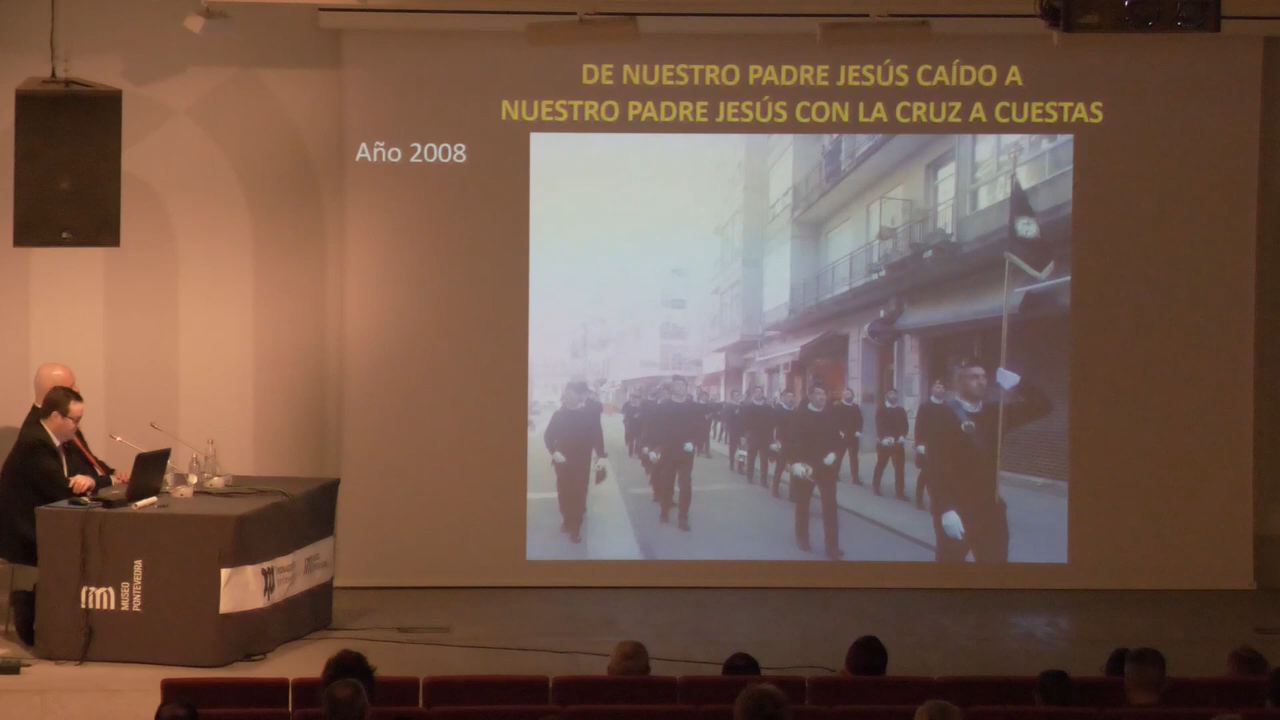 DE NUESTRO PADRE JESÚS CAÍDO A
NUESTRO PADRE JESÚS CON LA CRUZ A CUESTAS
Año 2008
MUSEO
PONTEVEDRA